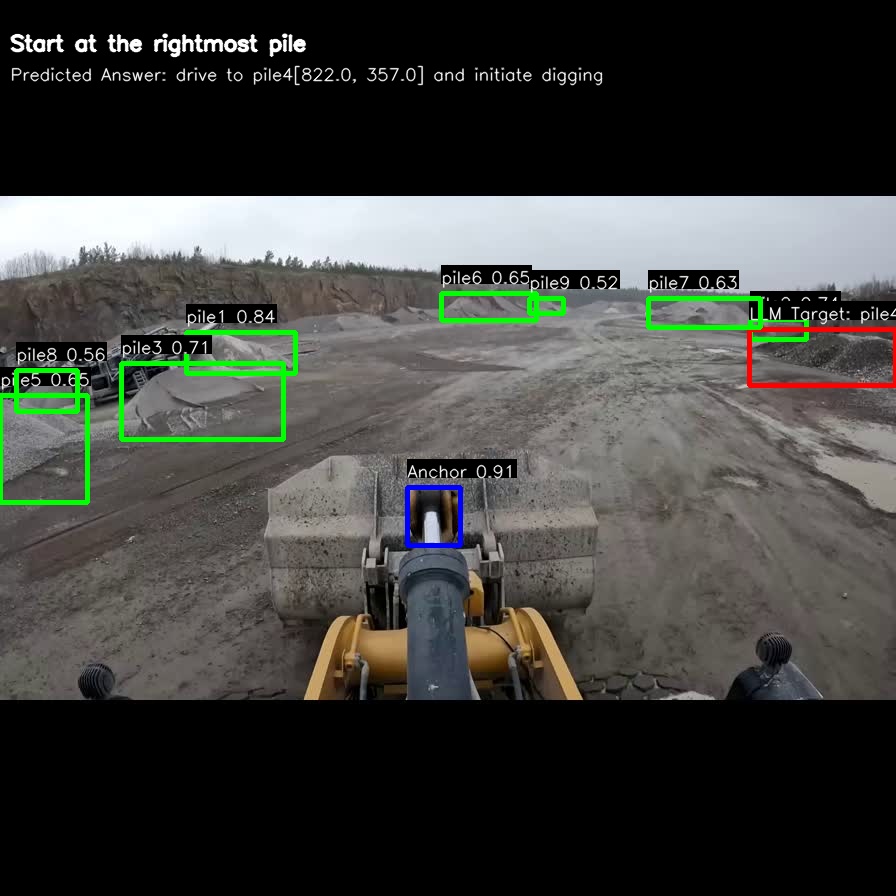 Start at the rightmost pile
Predicted Answer: drive to pile4[822.0, 357.0] and initiate digging
pile6 0.65
pile9 0.52
pile7 0.63
LLM Target: pile4
pile1 0.84
pile3 0.71
pile8 0.56
pile5 0.65
Anchor 0.91